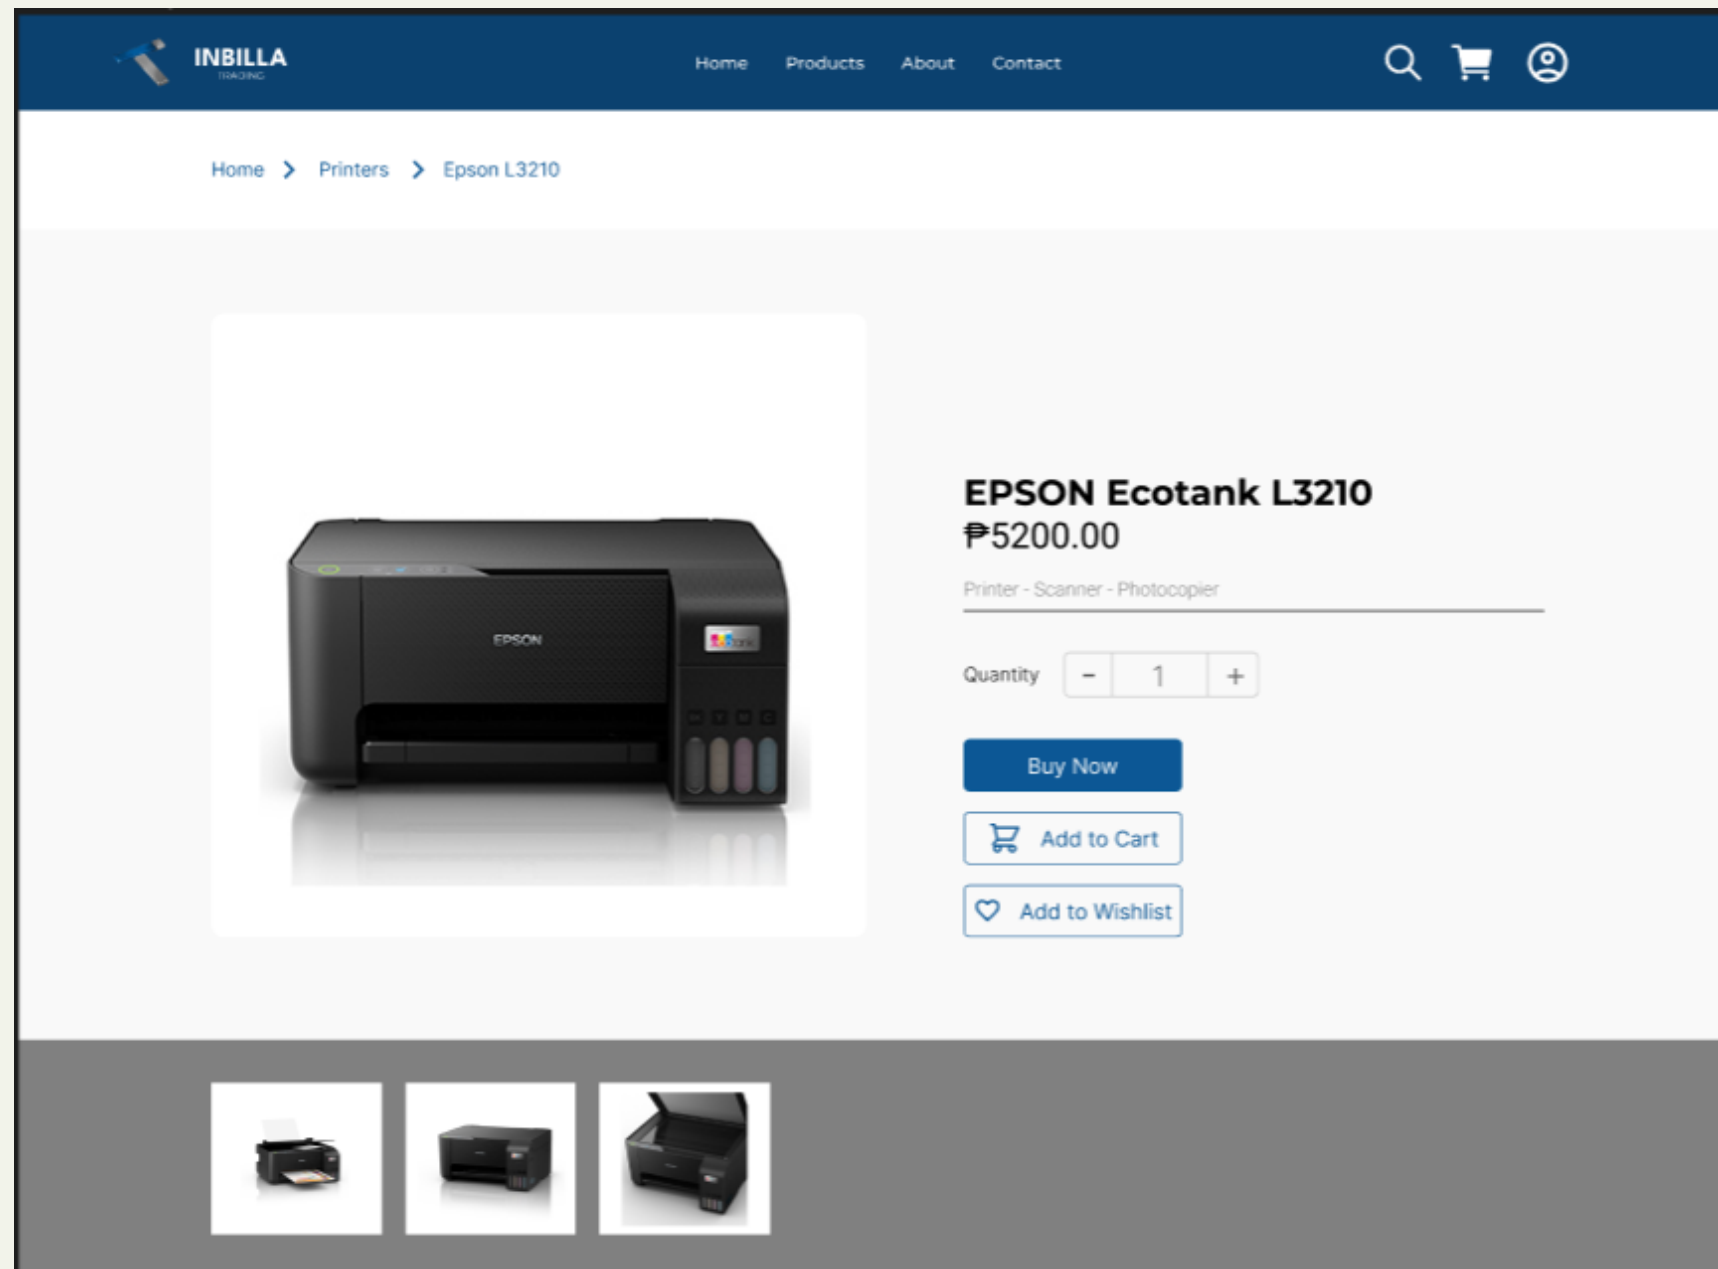 INBILLA
TRADING
Home Products About Contact
Home Printers Epson L3210
EPSON Ecotank L3210
₱5200.00
Printer - Scanner - Photocopier
EPSON
Quantity - 1 +
Buy Now
Add to Cart
Add to Wishlist